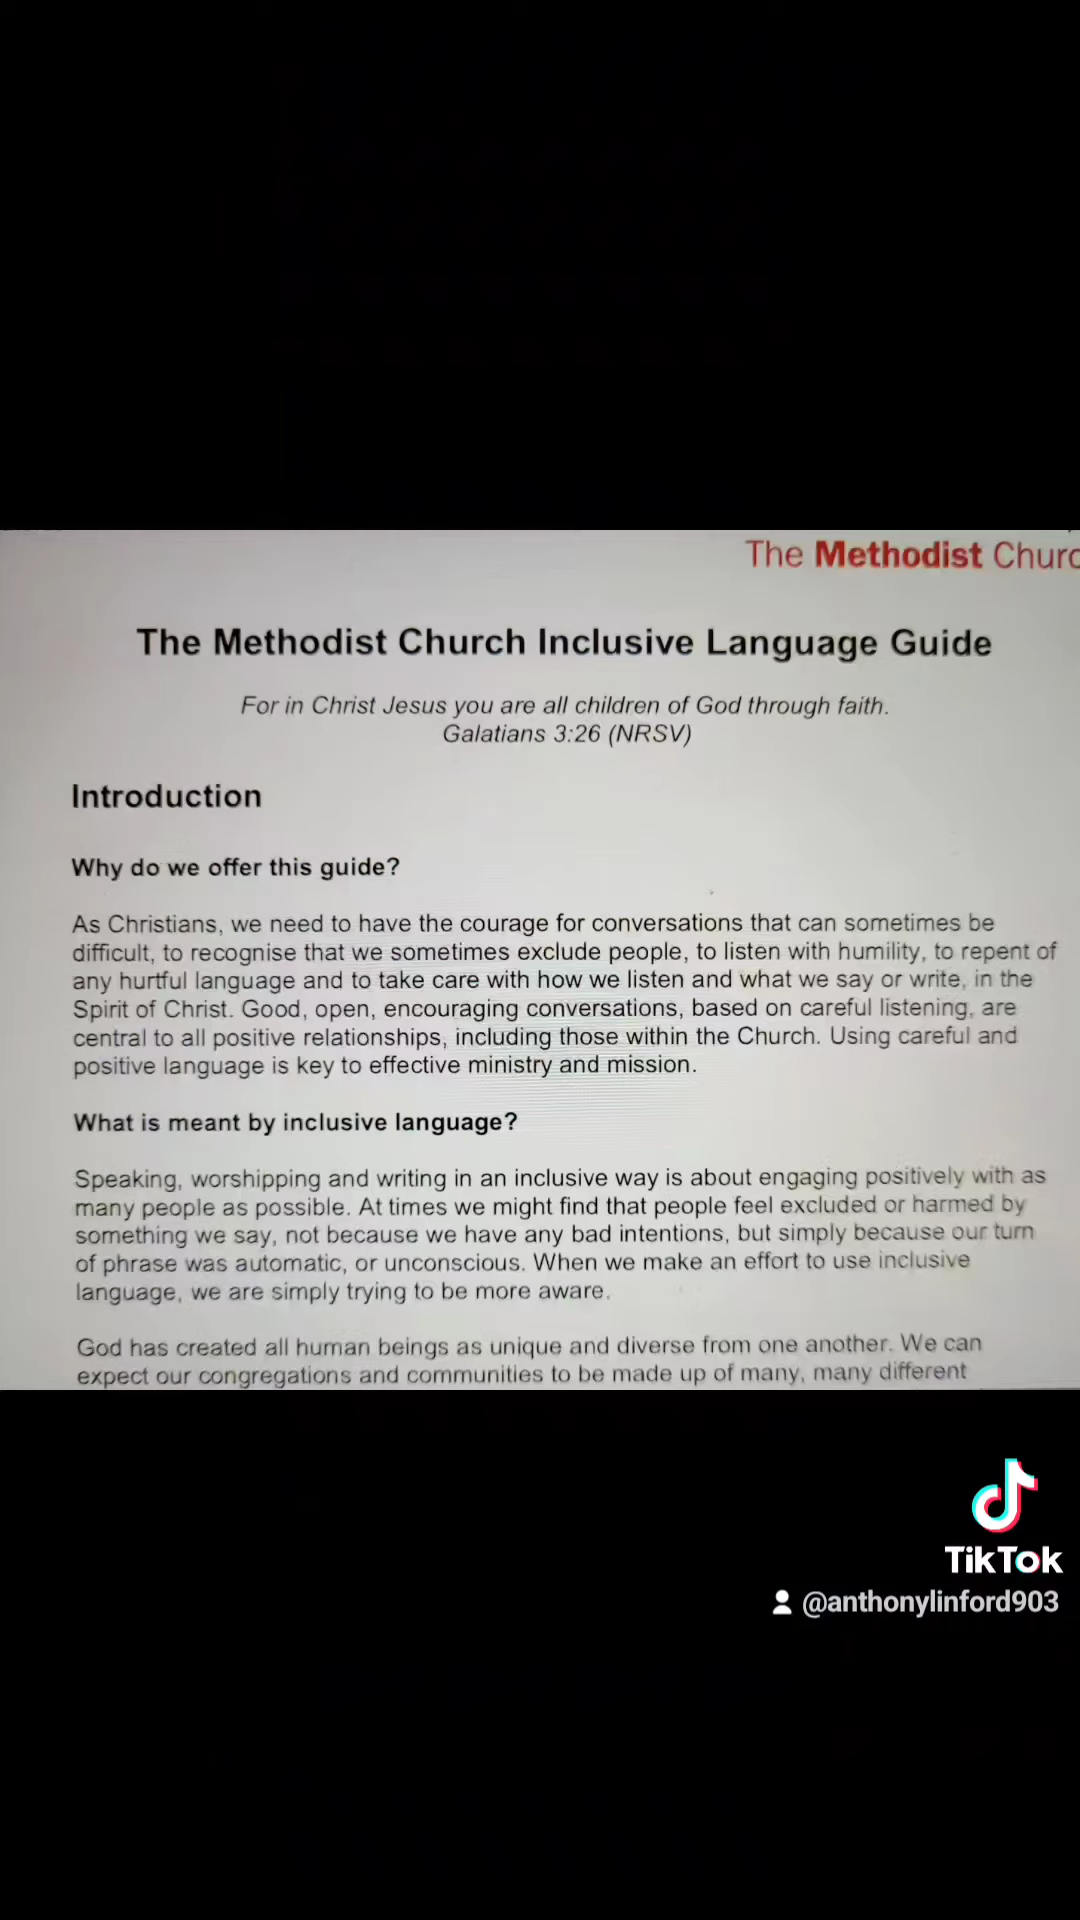 The Methodist Churc
The Methodist Church Inclusive Language Guide
For in Christ Jesus you are all children of God through faith.
Galatians 3:26 (NRSV)
Introduction
Why do we offer this guide?
As Christians, we need to have the courage for conversations that can sometimes be
difficult, to recognise that we sometimes exclude people, to listen with humility, to repent of
any hurtful language and to take care with how we listen and what we say or write, in the
Spirit of Christ. Good, open, encouraging conversations, based on careful listening, are
central to all positive relationships, including those within the Church. Using careful and
positive language is key to effective ministry and mission.
What is meant by inclusive language?
Speaking, worshipping and writing in an inclusive way is about engaging positively with as
many people as possible. At times we might find that people feel excluded or harmed by
something we say, not because we have any bad intentions, but simply because our turn
of phrase was automatic, or unconscious. When we make an effort to use inclusive
language, we are simply trying to be more aware.
God has created all human beings as unique and diverse from one another. We can
expect our congregations and communities to be made up of many, many different
TikTok
@anthonylinford903